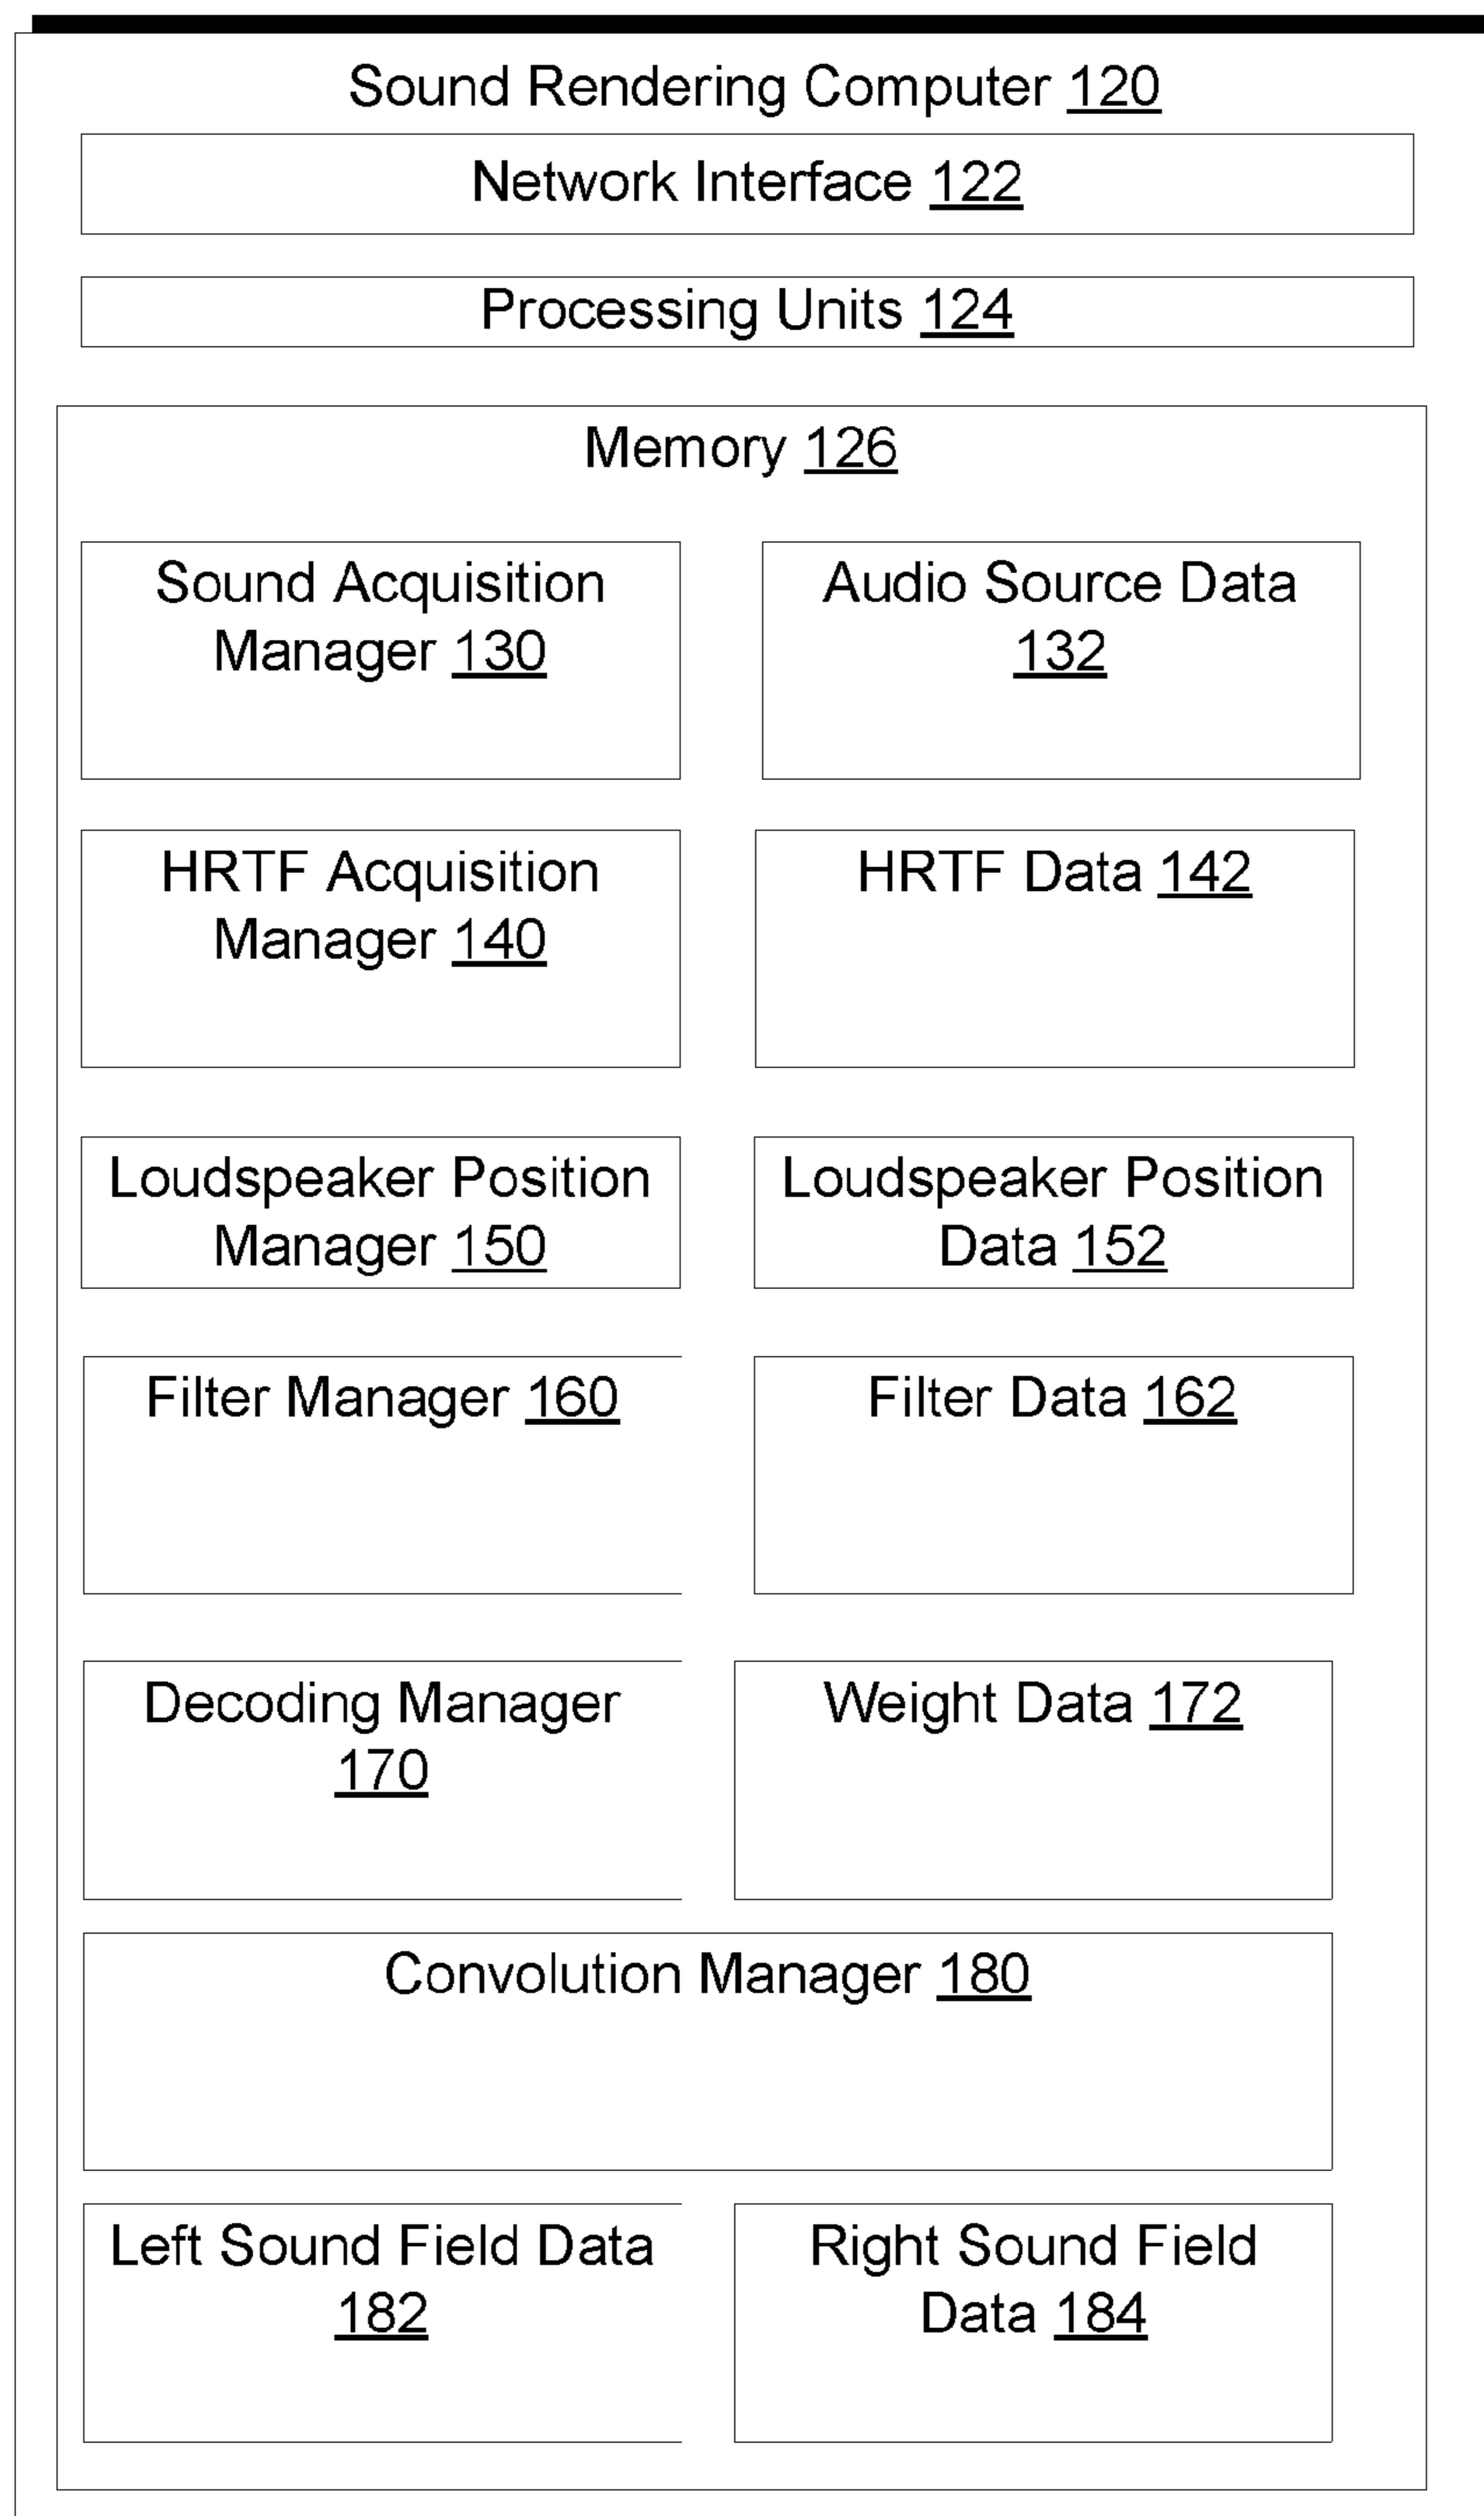 Sound Rendering Computer 120
Network Interface 122
Processing Units 124
Memory 126
Sound Acquisition
Manager 130
Audio Source Data
132
HRTF Acquisition
Manager 140
HRTF Data 142
Loudspeaker Position
Manager 150
Loudspeaker Position
Data 152
Filter Manager 160
Filter Data 162
Decoding Manager
170
Weight Data 172
Convolution Manager 180
Left Sound Field Data
182
Right Sound Field
Data 184